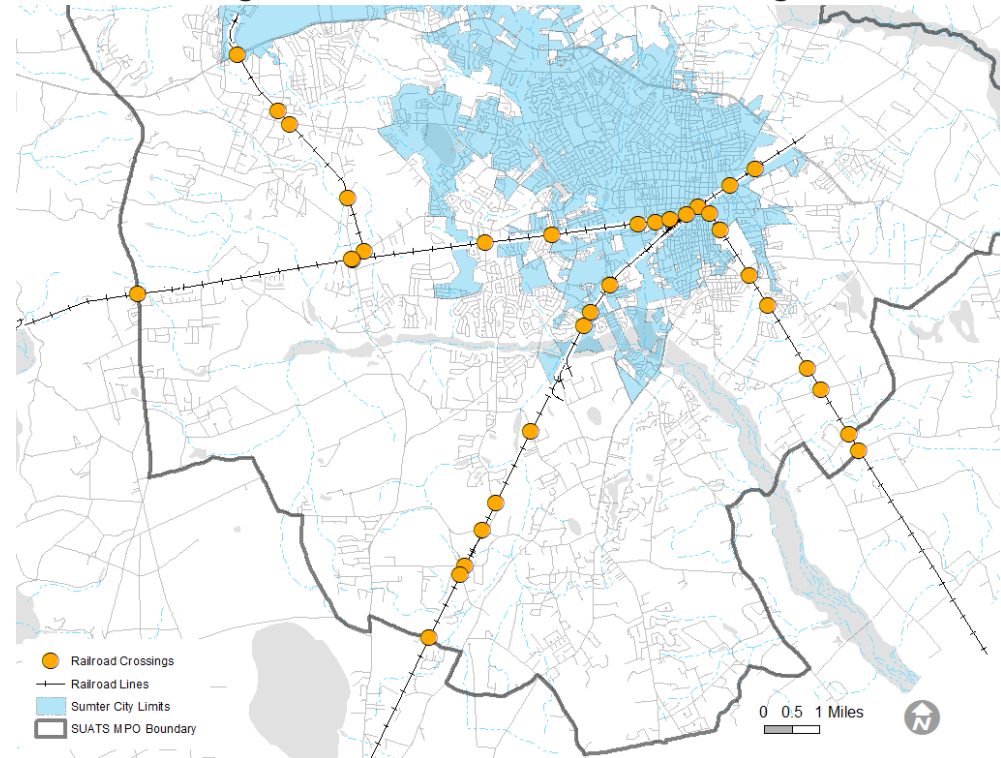 Railroad Crossings
Railroad Lines
Sumter City Limits
SUATS MPO Boundary
0 0.5 1 Miles
N